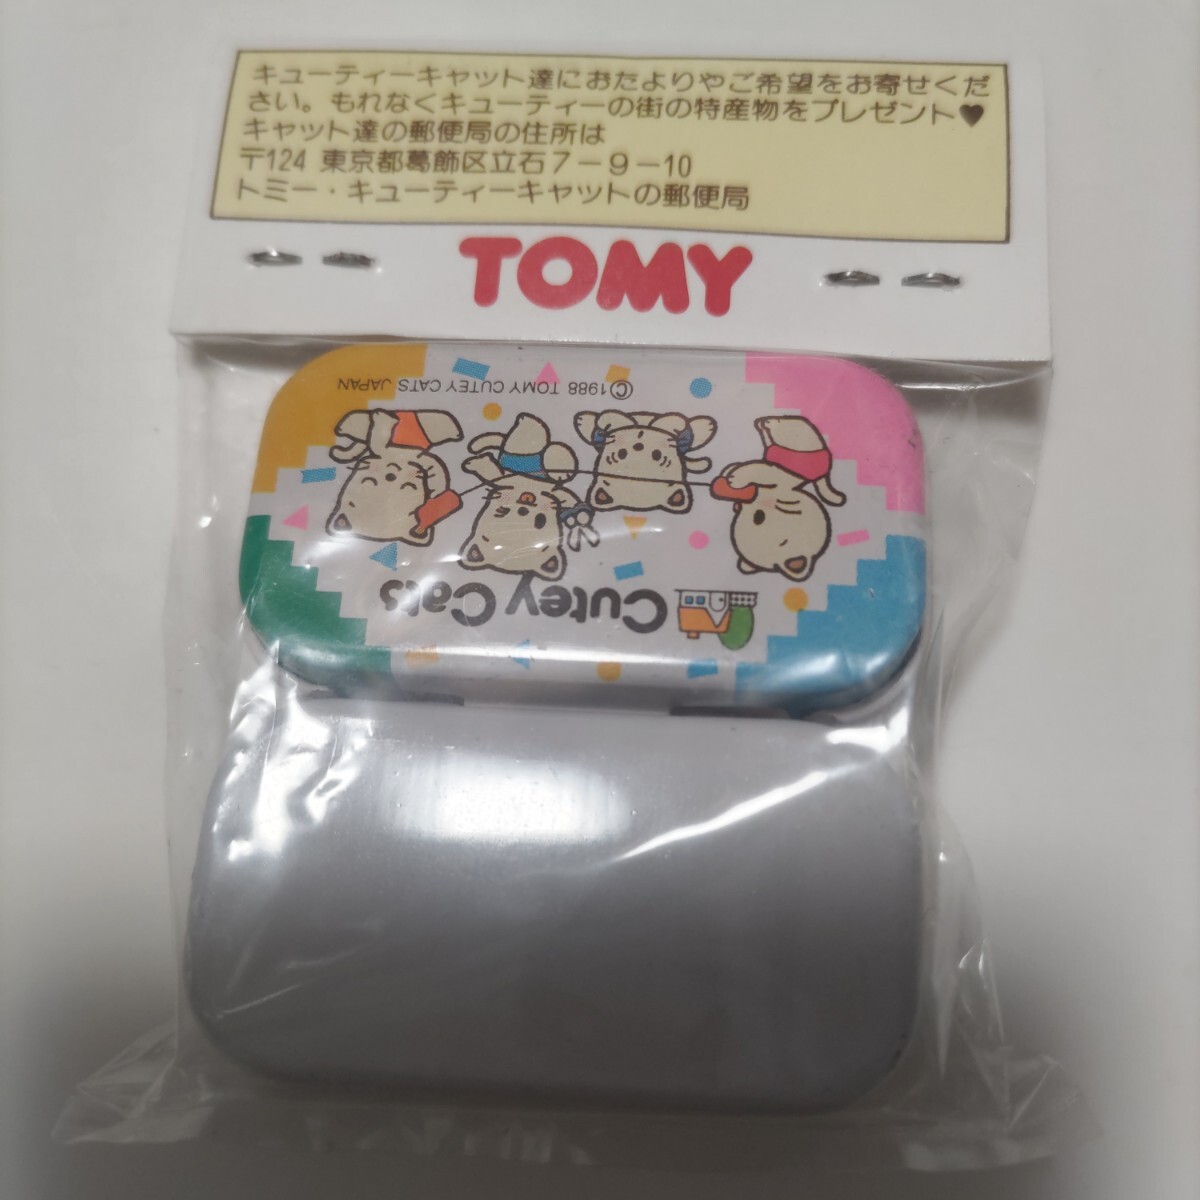 キューティーキャット達におたよりやご希望をお寄せくだ
さい。もれなくキューティーの街の特産物をプレゼント♥
キャット達の郵便局の住所は
〒124 東京都葛飾区立石7-9-10
トミー・キューティーキャットの郵便局
TOMY
©1988 TOMY CUTEY CATS JAPAN
Cutey Cats